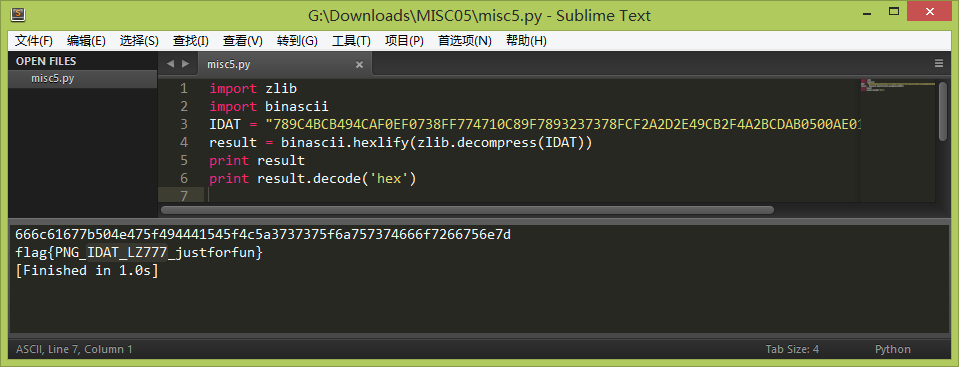 G:\Downloads\MISC05\misc5.py - Sublime Text
文件(F) 编辑(E) 选择(S) 查找(I) 查看(V) 转到(G) 工具(T) 项目(P) 首选项(N) 帮助(H)
OPEN FILES
misc5.py
misc5.py
1 import zlib
2 import binascii
3 IDAT = "789C4BCB494CAF0EF0738FF774710C89F7893237378FCF2A2D2E49CB2F4A2BCDAB0500AE01
4 result = binascii.hexlify(zlib.decompress(IDAT))
5 print result
6 print result.decode('hex')
7
666c61677b504e475f494441545f4c5a3737375f6a757374666f7266756e7d
flag{PNG_IDAT_LZ777_justforfun}
[Finished in 1.0s]
ASCII, Line 7, Column 1 Tab Size: 4 Python